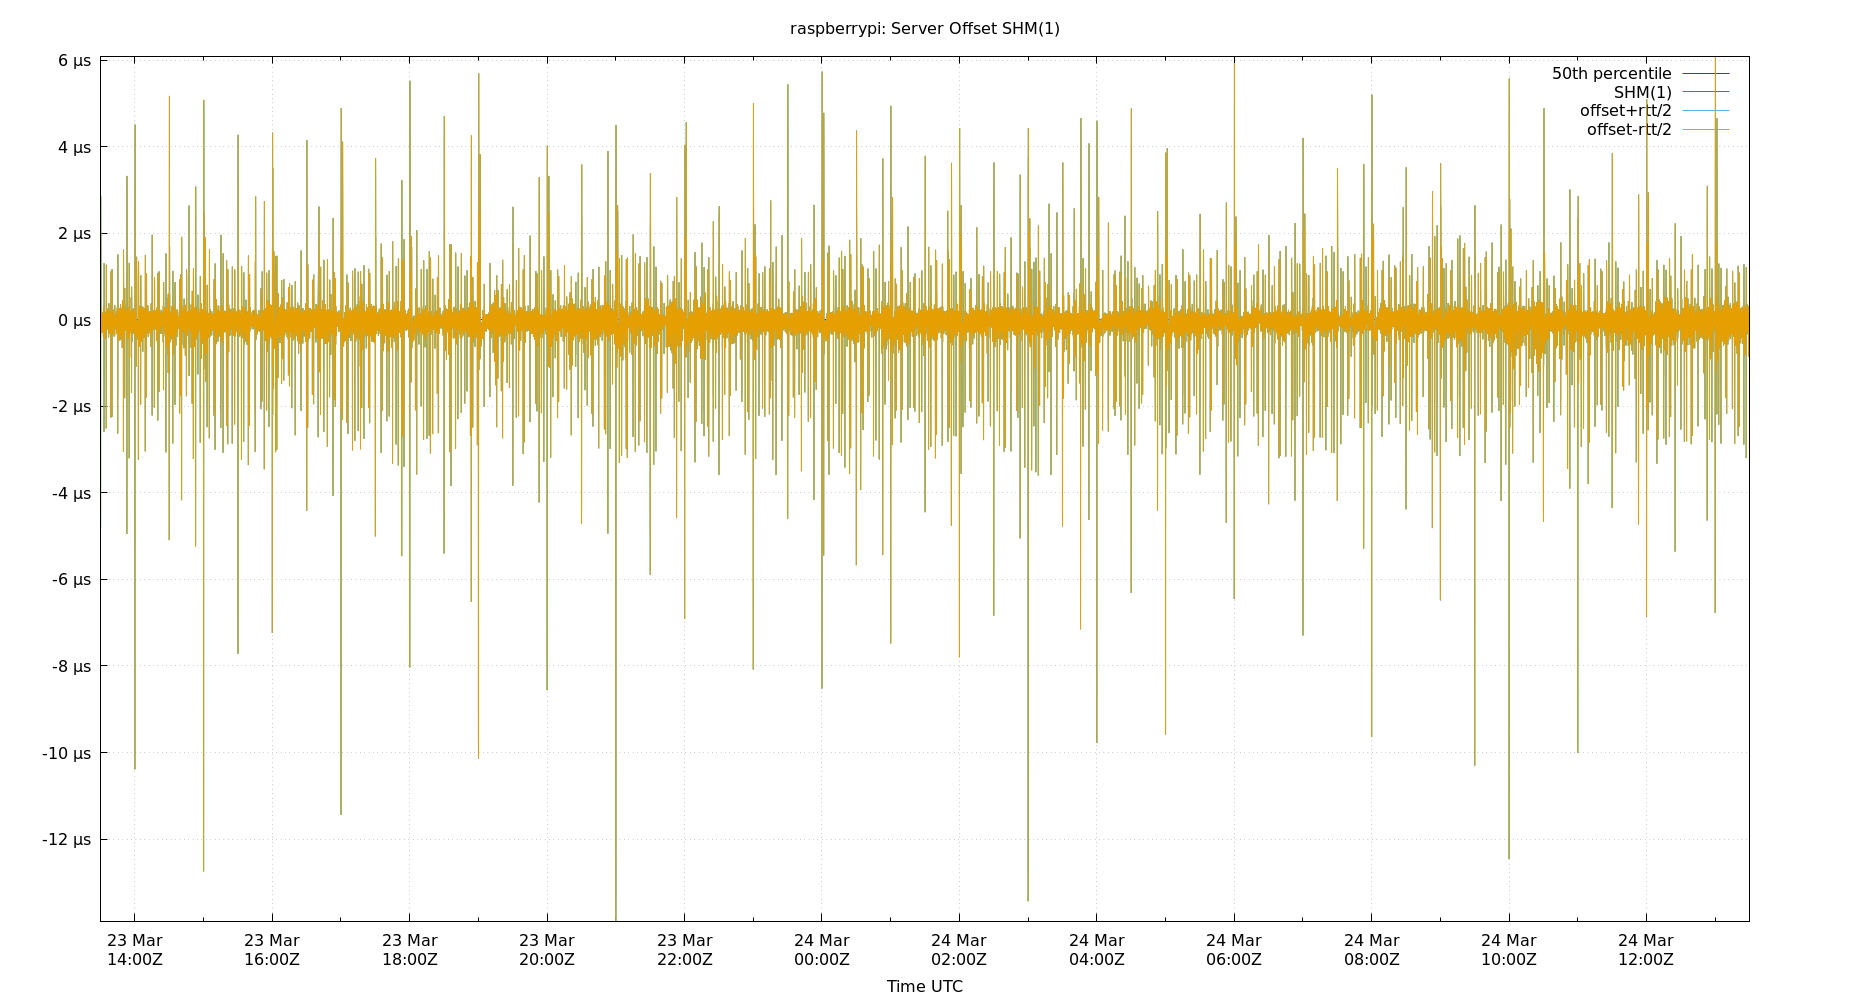 raspberrypi: Server Offset SHM(1)
6 µs
4 µs
2 µs
0 µs
-2 µs
-4 µs
-6 µs
-8 µs
-10 µs
-12 µs
50th percentile
SHM(1)
offset+rtt/2
offset-rtt/2
23 Mar 23 Mar 23 Mar 23 Mar 23 Mar 24 Mar 24 Mar 24 Mar 24 Mar 24 Mar 24 Mar 24 Mar
14:00Z 16:00Z 18:00Z 20:00Z 22:00Z 00:00Z 02:00Z 04:00Z 06:00Z 08:00Z 10:00Z 12:00Z
Time UTC